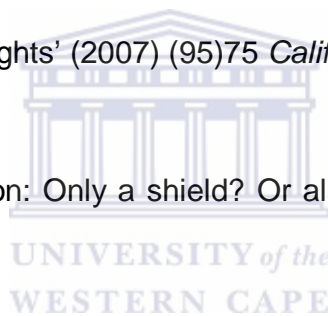 ghts’ (2007) (95)75 Calif
on: Only a shield? Or al
UNIVERSITY of the
WESTERN CAPE